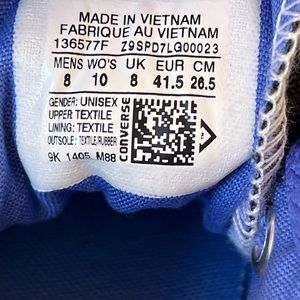 MADE IN VIETNAM
FABRIQUE AU VIETNAM
136577F Z9SPD7LG00023
MENS WO'S UK EUR CM
8 10 8 41.5 26.5
GENDER: UNISEX
UPPER: TEXTILE
LINING: TEXTILE
OUTSOLE: TEXTILE/RUBBER
9K 1405 M88
CONVERSE